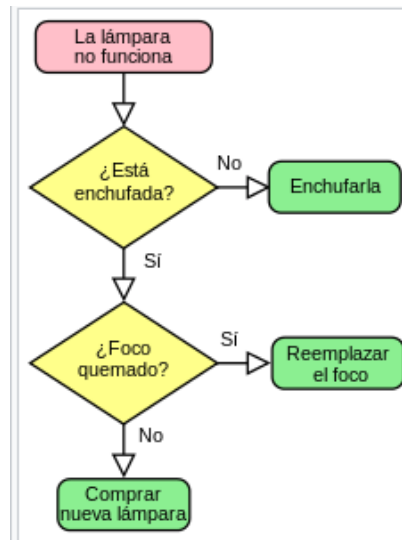 La lámpara
no funciona
¿Está
enchufada?
No
Enchufarla
Sí
¿Foco
quemado?
Sí
Reemplazar
el foco
No
Comprar
nueva lámpara